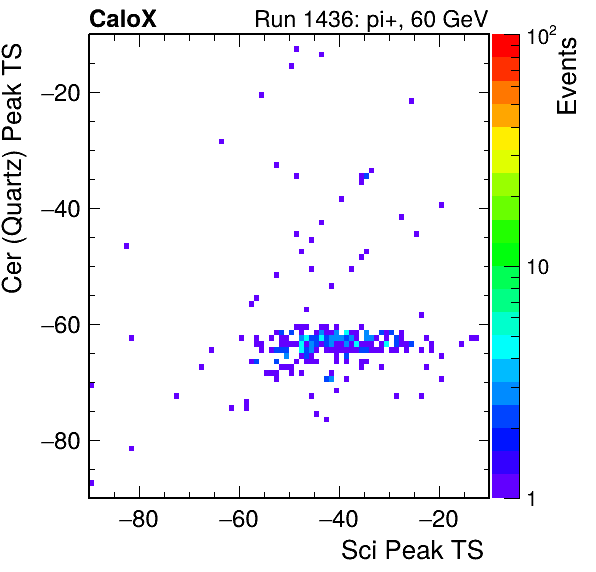 CaloX Run 1436: pi+, 60 GeV
Cer (Quartz) Peak TS
−20
−40
−60
−80
−80 −60 −40 −20
Sci Peak TS
10²
10
1
Events